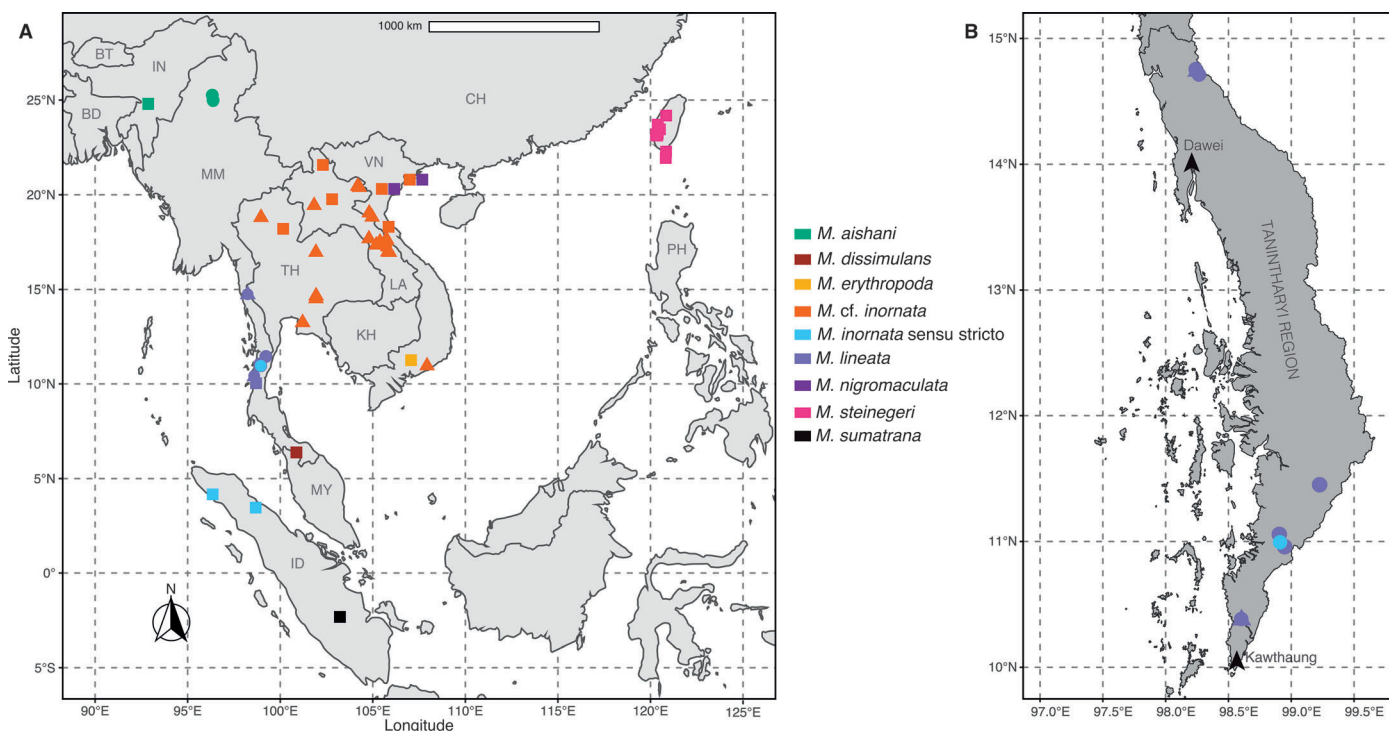 A
1000 km
BT
IN
BD
MM
CH
VN
TH
LA
KH
PH
MY
ID
N
25°N
20°N
15°N
10°N
5°N
0°
5°S
Latitude
90°E 95°E 100°E 105°E 110°E 115°E 120°E 125°E
Longitude
M. aishani
M. dissimulans
M. erythropoda
M. cf. inornata
M. inornata sensu stricto
M. lineata
M. nigromaculata
M. steinegeri
M. sumatrana
B
15°N
14°N
13°N
12°N
11°N
10°N
Dawei
TANINTHARYI REGION
Kawthaung
97.0°E 97.5°E 98.0°E 98.5°E 99.0°E 99.5°E